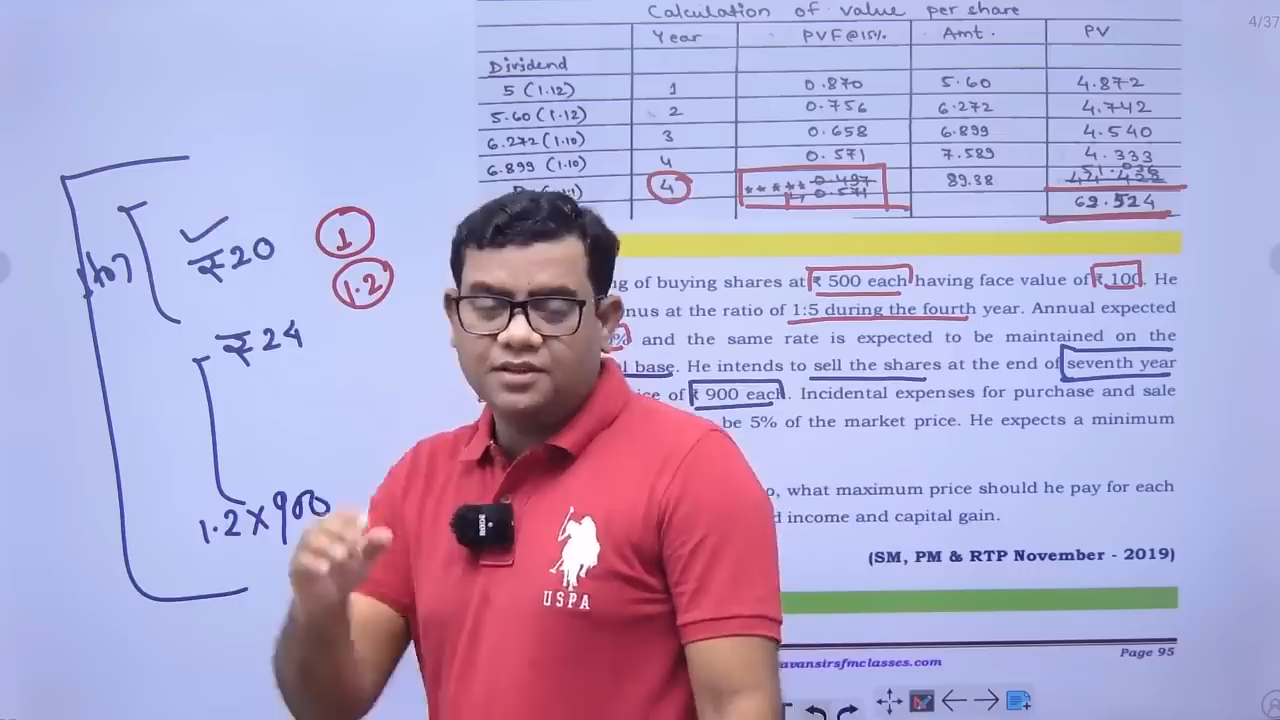 4/37
Calculation of value per share
Year PVF@15% Amt. PV
Dividend
5 (1.12) 1 0.870 5.60 4.872
5.60 (1.12) 2 0.756 6.272 4.742
6.272 (1.10) 3 0.658 6.899 4.540
6.899 (1.10) 4 0.571 7.589 4.333
4 ***** 0.497 89.38
0.571
₹20 1
1.2
₹24
1.2×900
of buying shares at ₹ 500 each having face value of ₹ 100. He
at the ratio of 1:5 during the fourth year. Annual expected
and the same rate is expected to be maintained on the
base. He intends to sell the shares at the end of seventh year
of ₹ 900 each. Incidental expenses for purchase and sale
be 5% of the market price. He expects a minimum
what maximum price should he pay for each
income and capital gain.
(SM, PM & RTP November - 2019)
avansirsfmclasses.com
Page 95
USPA